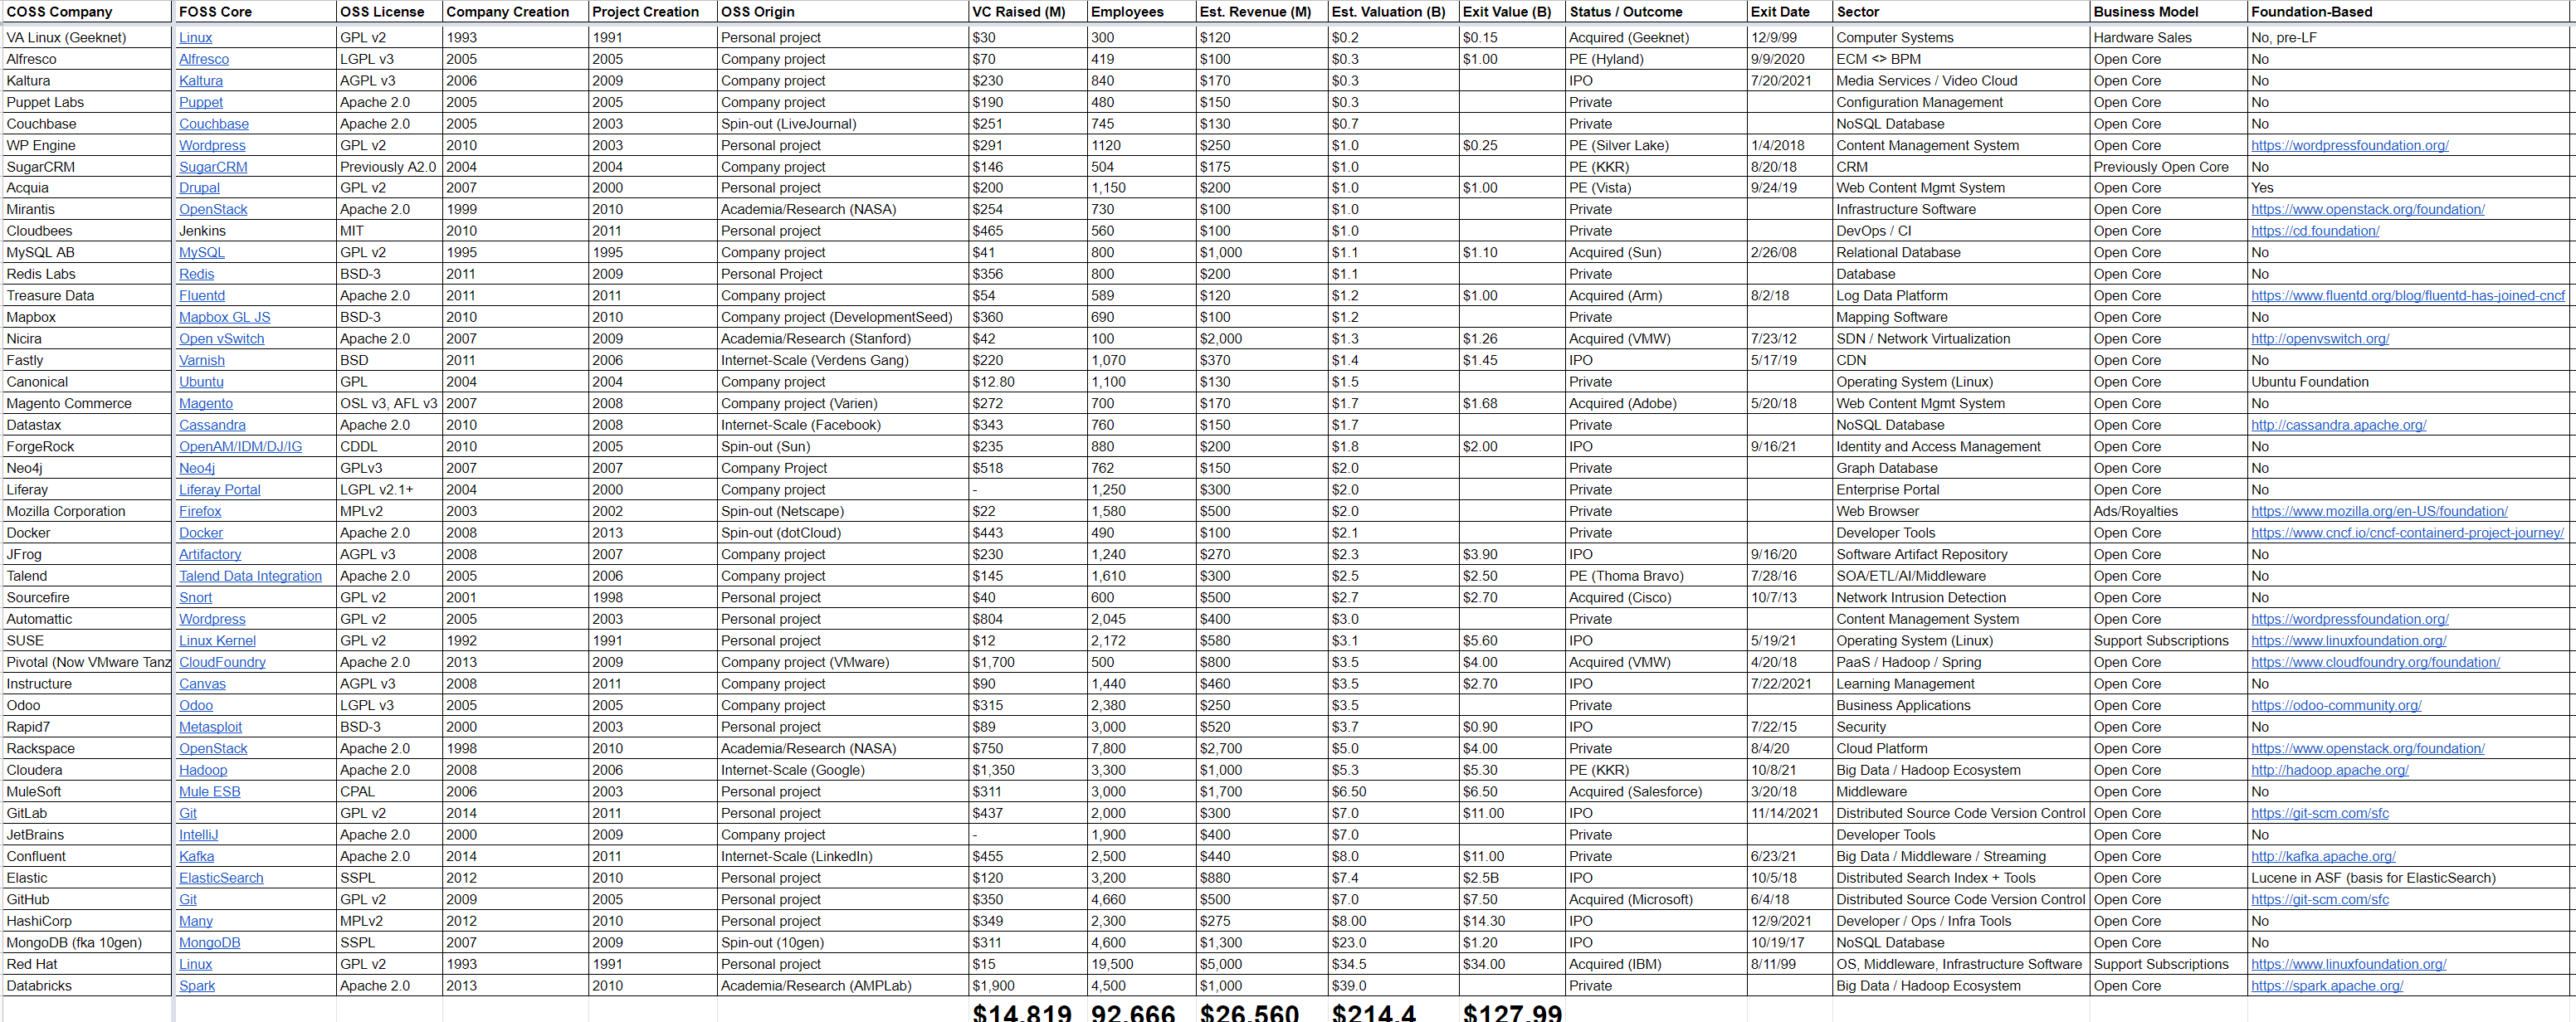 COSS Company FOSS Core OSS License Company Creation Project Creation OSS Origin VC Raised (M) Employees Est. Revenue (M) Est. Valuation (B) Exit Value (B) Status / Outcome Exit Date Sector Business Model Foundation-Based
VA Linux (Geeknet) Linux GPL v2 1993 1991 Personal project $30 300 $120 $0.2 $0.15 Acquired (Geeknet) 12/9/99 Computer Systems Hardware Sales No, pre-LF
Alfresco Alfresco LGPL v3 2005 2005 Company project $70 419 $100 $0.3 $1.00 PE (Hyland) 9/9/2020 ECM <> BPM Open Core No
Kaltura Kaltura AGPL v3 2006 2009 Company project $230 840 $170 $0.3 IPO 7/20/2021 Media Services / Video Cloud Open Core No
Puppet Labs Puppet Apache 2.0 2005 2005 Company project $190 480 $150 $0.3 Private Configuration Management Open Core No
Couchbase Couchbase Apache 2.0 2005 2003 Spin-out (LiveJournal) $251 745 $130 $0.7 Private NoSQL Database Open Core No
WP Engine Wordpress GPL v2 2010 2003 Personal project $291 1120 $250 $1.0 $0.25 PE (Silver Lake) 1/4/2018 Content Management System Open Core https://wordpressfoundation.org/
SugarCRM SugarCRM Previously A2.0 2004 2004 Company project $146 504 $175 $1.0 PE (KKR) 8/20/18 CRM Previously Open Core No
Acquia Drupal GPL v2 2007 2000 Personal project $200 1,150 $200 $1.0 $1.00 PE (Vista) 9/24/19 Web Content Mgmt System Open Core Yes
Mirantis OpenStack Apache 2.0 1999 2010 Academia/Research (NASA) $254 730 $100 $1.0 Private Infrastructure Software Open Core https://www.openstack.org/foundation/
Cloudbees Jenkins MIT 2010 2011 Personal project $465 560 $100 $1.0 Private DevOps / CI Open Core https://cd.foundation/
MySQL AB MySQL GPL v2 1995 1995 Company project $41 800 $1,000 $1.1 $1.10 Acquired (Sun) 2/26/08 Relational Database Open Core No
Redis Labs Redis BSD-3 2011 2009 Personal Project $356 800 $200 $1.1 Private Database Open Core No
Treasure Data Fluentd Apache 2.0 2011 2011 Company project $54 589 $120 $1.2 $1.00 Acquired (Arm) 8/2/18 Log Data Platform Open Core https://www.fluentd.org/blog/fluentd-has-joined-cncf
Mapbox Mapbox GL JS BSD-3 2010 2010 Company project (DevelopmentSeed) $360 690 $100 $1.2 Private Mapping Software Open Core No
Nicira Open vSwitch Apache 2.0 2007 2009 Academia/Research (Stanford) $42 100 $2,000 $1.3 $1.26 Acquired (VMW) 7/23/12 SDN / Network Virtualization Open Core http://openvswitch.org/
Fastly Varnish BSD 2011 2006 Internet-Scale (Verdens Gang) $220 1,070 $370 $1.4 $1.45 IPO 5/17/19 CDN Open Core No
Canonical Ubuntu GPL 2004 2004 Company project $12.80 1,100 $130 $1.5 Private Operating System (Linux) Open Core Ubuntu Foundation
Magento Commerce Magento OSL v3, AFL v3 2007 2008 Company project (Varien) $272 700 $170 $1.7 $1.68 Acquired (Adobe) 5/20/18 Web Content Mgmt System Open Core No
Datastax Cassandra Apache 2.0 2010 2008 Internet-Scale (Facebook) $343 760 $150 $1.7 Private NoSQL Database Open Core http://cassandra.apache.org/
ForgeRock OpenAM/IDM/DJ/IG CDDL 2010 2005 Spin-out (Sun) $235 880 $200 $1.8 $2.00 IPO 9/16/21 Identity and Access Management Open Core No
Neo4j Neo4j GPLv3 2007 2007 Company Project $518 762 $150 $2.0 Private Graph Database Open Core No
Liferay Liferay Portal LGPL v2.1+ 2004 2000 Company project - 1,250 $300 $2.0 Private Enterprise Portal Open Core No
Mozilla Corporation Firefox MPLv2 2003 2002 Spin-out (Netscape) $22 1,580 $500 $2.0 Private Web Browser Ads/Royalties https://www.mozilla.org/en-US/foundation/
Docker Docker Apache 2.0 2008 2013 Spin-out (dotCloud) $443 490 $100 $2.1 Private Developer Tools Open Core https://www.cncf.io/cncf-containerd-project-journey/
JFrog Artifactory AGPL v3 2008 2007 Company project $230 1,240 $270 $2.3 $3.90 IPO 9/16/20 Software Artifact Repository Open Core No
Talend Talend Data Integration Apache 2.0 2005 2006 Company project $145 1,610 $300 $2.5 $2.50 PE (Thoma Bravo) 7/28/16 SOA/ETL/AI/Middleware Open Core No
Sourcefire Snort GPL v2 2001 1998 Personal project $40 600 $500 $2.7 $2.70 Acquired (Cisco) 10/7/13 Network Intrusion Detection Open Core No
Automattic Wordpress GPL v2 2005 2003 Personal project $804 2,045 $400 $3.0 Private Content Management System Open Core https://wordpressfoundation.org/
SUSE Linux Kernel GPL v2 1992 1991 Personal project $12 2,172 $580 $3.1 $5.60 IPO 5/19/21 Operating System (Linux) Support Subscriptions https://www.linuxfoundation.org/
Pivotal (Now VMware Tanz CloudFoundry Apache 2.0 2013 2009 Company project (VMware) $1,700 500 $800 $3.5 $4.00 Acquired (VMW) 4/20/18 PaaS / Hadoop / Spring Open Core https://www.cloudfoundry.org/foundation/
Instructure Canvas AGPL v3 2008 2011 Company project $90 1,440 $460 $3.5 $2.70 IPO 7/22/2021 Learning Management Open Core No
Odoo Odoo LGPL v3 2005 2005 Company project $315 2,380 $250 $3.5 Private Business Applications Open Core https://odoo-community.org/
Rapid7 Metasploit BSD-3 2000 2003 Personal project $89 3,000 $520 $3.7 $0.90 IPO 7/22/15 Security Open Core No
Rackspace OpenStack Apache 2.0 1998 2010 Academia/Research (NASA) $750 7,800 $2,700 $5.0 $4.00 Private 8/4/20 Cloud Platform Open Core https://www.openstack.org/foundation/
Cloudera Hadoop Apache 2.0 2008 2006 Internet-Scale (Google) $1,350 3,300 $1,000 $5.3 $5.30 PE (KKR) 10/8/21 Big Data / Hadoop Ecosystem Open Core http://hadoop.apache.org/
MuleSoft Mule ESB CPAL 2006 2003 Personal project $311 3,000 $1,700 $6.50 $6.50 Acquired (Salesforce) 3/20/18 Middleware Open Core No
GitLab Git GPL v2 2014 2011 Personal project $437 2,000 $300 $7.0 $11.00 IPO 11/14/2021 Distributed Source Code Version Control Open Core https://git-scm.com/sfc
JetBrains IntelliJ Apache 2.0 2000 2009 Company project - 1,900 $400 $7.0 Private Developer Tools Open Core No
Confluent Kafka Apache 2.0 2014 2011 Internet-Scale (LinkedIn) $455 2,500 $440 $8.0 $11.00 Private 6/23/21 Big Data / Middleware / Streaming Open Core http://kafka.apache.org/
Elastic ElasticSearch SSPL 2012 2010 Personal project $120 3,200 $880 $7.4 $2.5B IPO 10/5/18 Distributed Search Index + Tools Open Core Lucene in ASF (basis for ElasticSearch)
GitHub Git GPL v2 2009 2005 Personal project $350 4,660 $500 $7.0 $7.50 Acquired (Microsoft) 6/4/18 Distributed Source Code Version Control Open Core https://git-scm.com/sfc
HashiCorp Many MPLv2 2012 2010 Personal project $349 2,300 $275 $8.00 $14.30 IPO 12/9/2021 Developer / Ops / Infra Tools Open Core No
MongoDB (fka 10gen) MongoDB SSPL 2007 2009 Spin-out (10gen) $311 4,600 $1,300 $23.0 $1.20 IPO 10/19/17 NoSQL Database Open Core No
Red Hat Linux GPL v2 1993 1991 Personal project $15 19,500 $5,000 $34.5 $34.00 Acquired (IBM) 8/11/99 OS, Middleware, Infrastructure Software Support Subscriptions https://www.linuxfoundation.org/
Databricks Spark Apache 2.0 2013 2010 Academia/Research (AMPLab) $1,900 4,500 $1,000 $39.0 Private Big Data / Hadoop Ecosystem Open Core https://spark.apache.org/
$14,819 92,666 $26,560 $214.4 $127.99